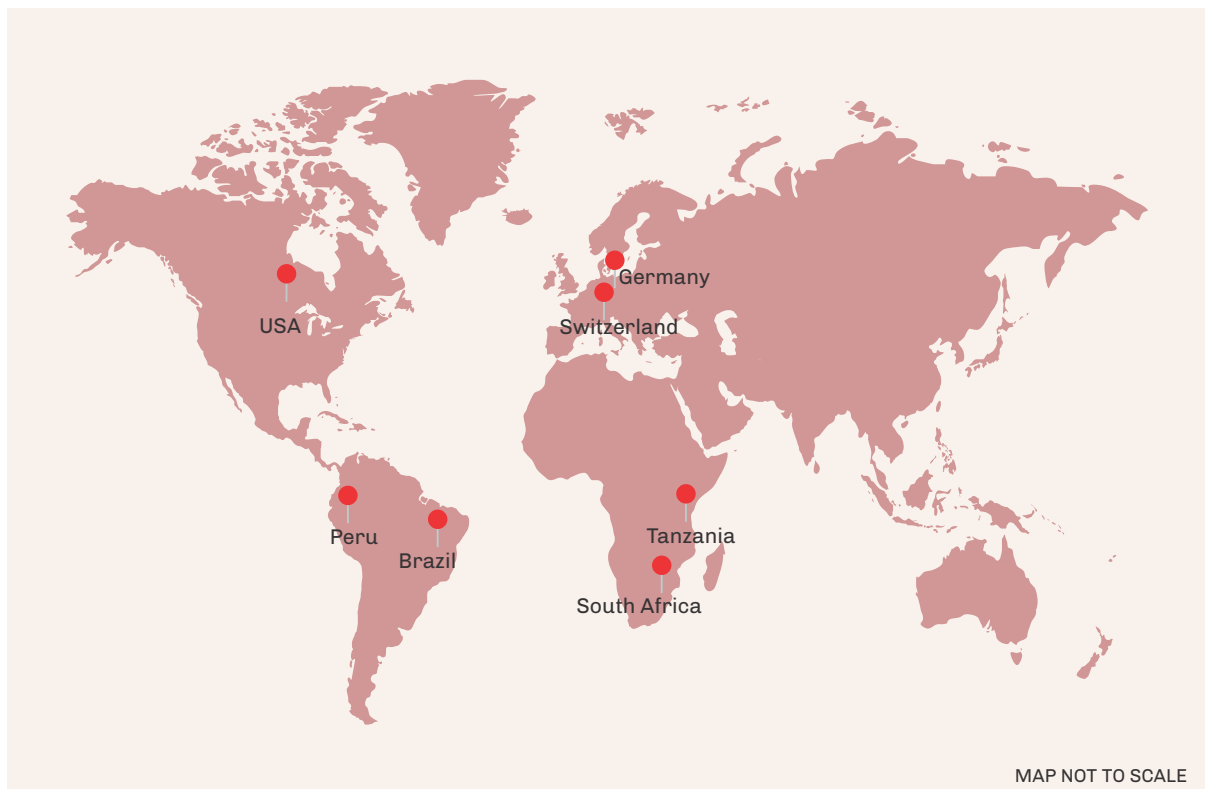 Germany
USA
Switzerland
Peru
Tanzania
Brazil
South Africa
MAP NOT TO SCALE